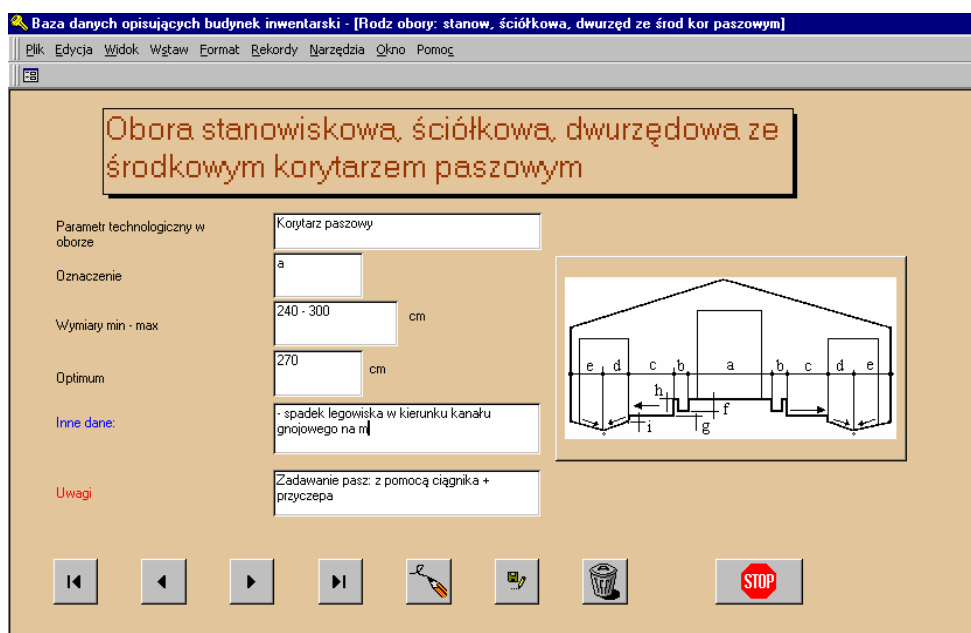 Baza danych opisujących budynek inwentarski - [Rodz obory: stanow, ściółkowa, dwurzęd ze środ kor paszowym]
Plik Edycja Widok Wstaw Format Rekordy Narzędzia Okno Pomoc
Obora stanowiskowa, ściółkowa, dwurzędowa ze
środkowym korytarzem paszowym
Parametr technologiczny w
oborze
Korytarz paszowy
Oznaczenie
a
Wymiary min - max
240 - 300
cm
Optimum
270
cm
Inne dane:
- spadek legowiska w kierunku kanału
gnojowego na m
Uwagi
Zadawanie pasz: z pomocą ciągnika +
przyczepa
e d c b a b c d e
h f
i g
STOP